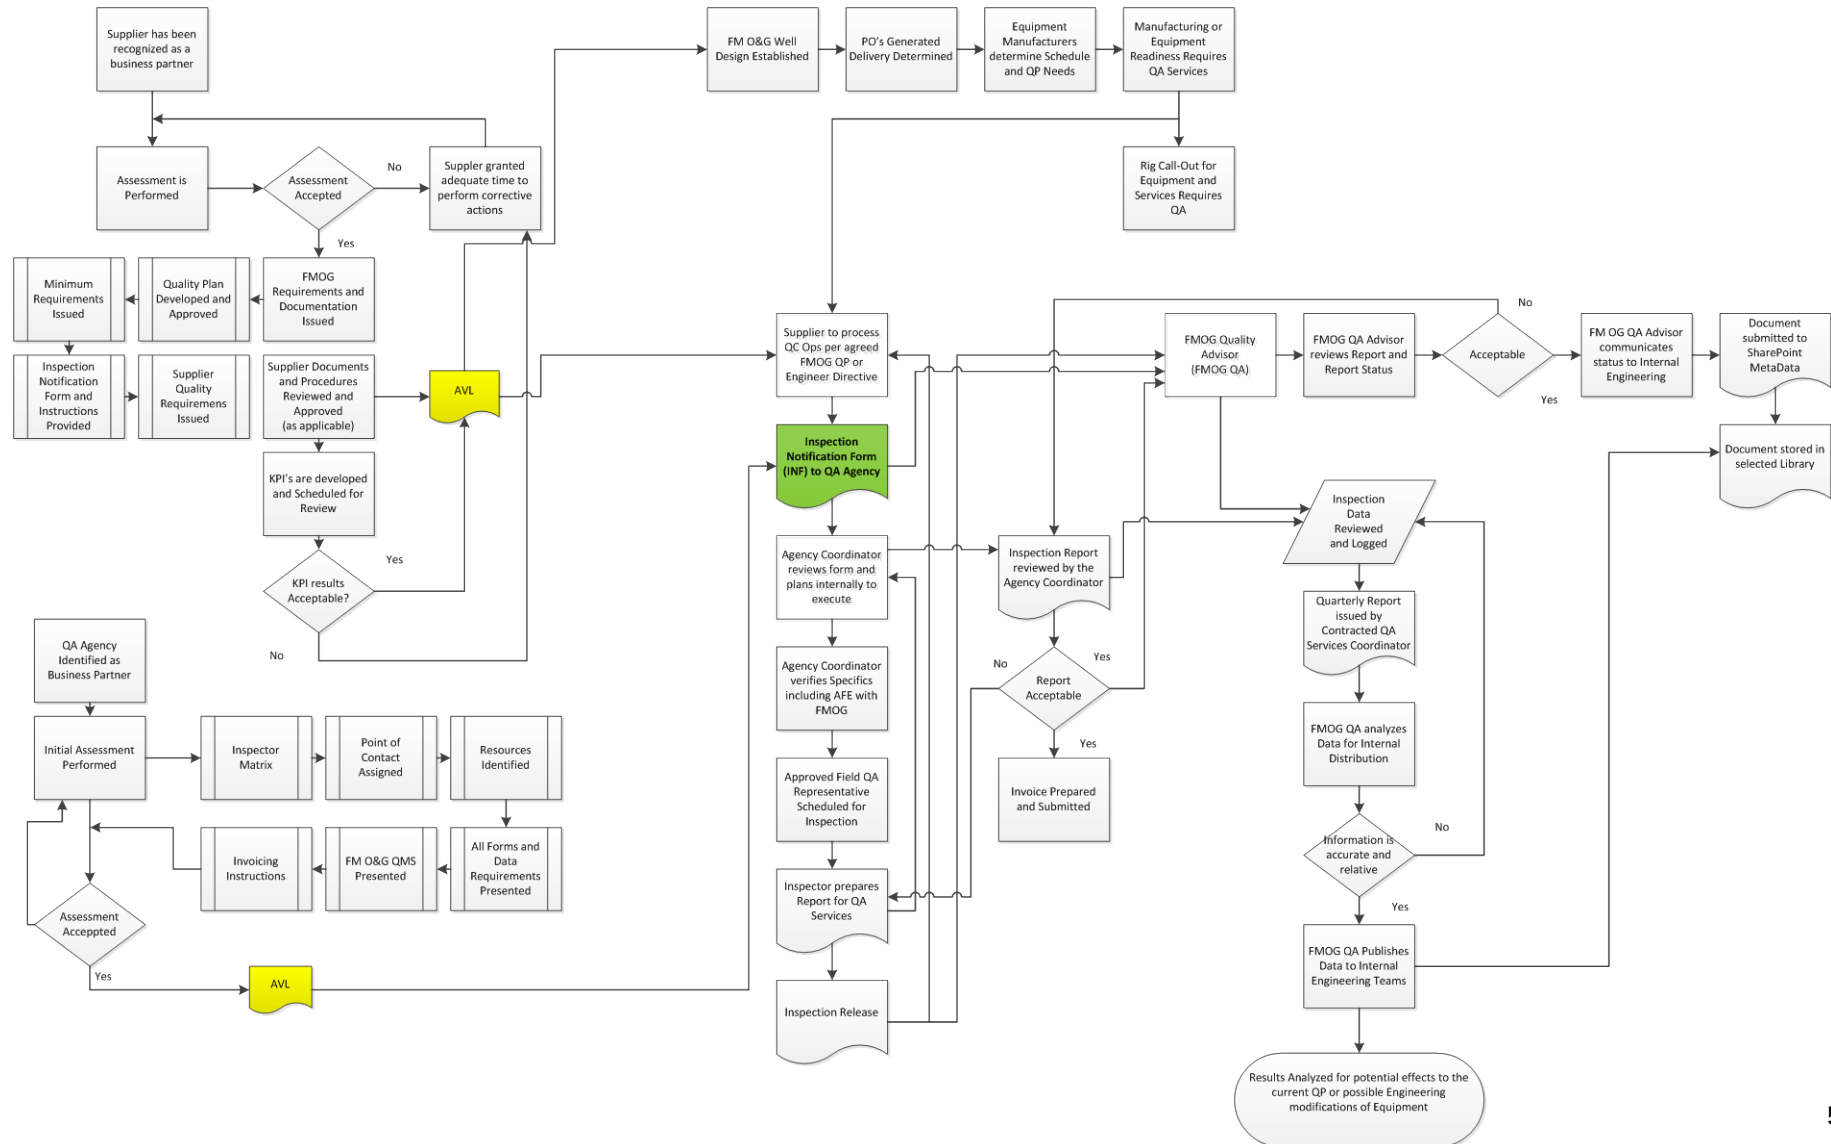 Supplier has been
recognized as a
business partner
FM O&G Well
Design Established
PO's Generated
Delivery Determined
Equipment
Manufacturers
determine Schedule
and QP Needs
Manufacturing or
Equipment
Readiness Requires
QA Services
Assessment is
Performed
Assessment
Accepted
No
Yes
Suppler granted
adequate time to
perform corrective
actions
Rig Call-Out for
Equipment and
Services Requires
QA
Minimum
Requirements
Issued
Quality Plan
Developed and
Approved
FMOG
Requirements and
Documentation
Issued
Inspection
Notification
Form and
Instructions
Provided
Supplier
Quality
Requiremens
Issued
Supplier Documents
and Procedures
Reviewed and
Approved
(as applicable)
AVL
KPI's are developed
and Scheduled for
Review
KPI results
Acceptable?
Yes
No
Supplier to process
QC Ops per agreed
FMOG QP or
Engineer Directive
Inspection
Notification Form
(INF) to QA Agency
Agency Coordinator
reviews form and
plans internally to
execute
Agency Coordinator
verifies Specifics
including AFE with
FMOG
Approved Field QA
Representative
Scheduled for
Inspection
Inspector prepares
Report for QA
Services
Inspection Release
Inspection Report
reviewed by the
Agency Coordinator
No
Yes
Report
Acceptable
Yes
Invoice Prepared
and Submitted
FMOG Quality
Advisor
(FMOG QA)
FMOG QA Advisor
reviews Report and
Report Status
No
Acceptable
Yes
FM OG QA Advisor
communicates
status to Internal
Engineering
Document
submitted to
SharePoint
MetaData
Document stored in
selected Library
Inspection
Data
Reviewed
and Logged
Quarterly Report
issued by
Contracted QA
Services Coordinator
FMOG QA analyzes
Data for Internal
Distribution
Information is
accurate and
relative
No
Yes
FMOG QA Publishes
Data to Internal
Engineering Teams
Results Analyzed for potential effects to the
current QP or possible Engineering
modifications of Equipment
QA Agency
Identified as
Business Partner
Initial Assessment
Performed
Inspector
Matrix
Point of
Contact
Assigned
Resources
Identified
Invoicing
Instructions
FM O&G QMS
Presented
All Forms and
Data
Requirements
Presented
Assessment
Acceppted
Yes
AVL